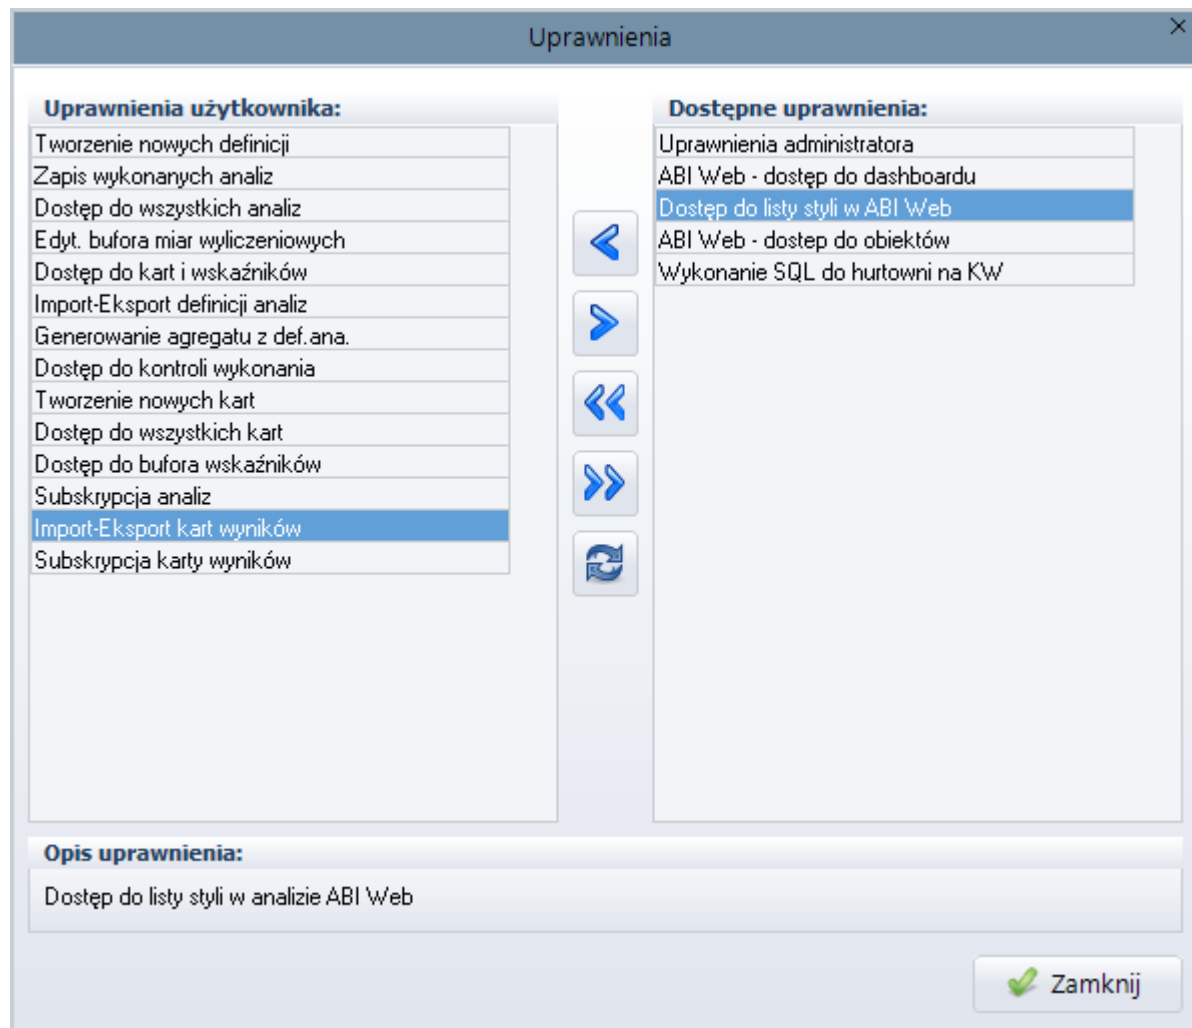 Uprawnienia
Uprawnienia użytkownika:
Tworzenie nowych definicji
Zapis wykonanych analiz
Dostęp do wszystkich analiz
Edyt. bufora miar wyliczeniowych
Dostęp do kart i wskaźników
Import-Eksport definicji analiz
Generowanie agregatu z def.ana.
Dostęp do kontroli wykonania
Tworzenie nowych kart
Dostęp do wszystkich kart
Dostęp do bufora wskaźników
Subskrypcja analiz
Import-Eksport kart wyników
Subskrypcja karty wyników
Dostępne uprawnienia:
Uprawnienia administratora
ABI Web - dostęp do dashboardu
Dostęp do listy styli w ABI Web
ABI Web - dostep do obiektów
Wykonanie SQL do hurtowni na KW
Opis uprawnienia:
Dostęp do listy styli w analizie ABI Web
Zamknij